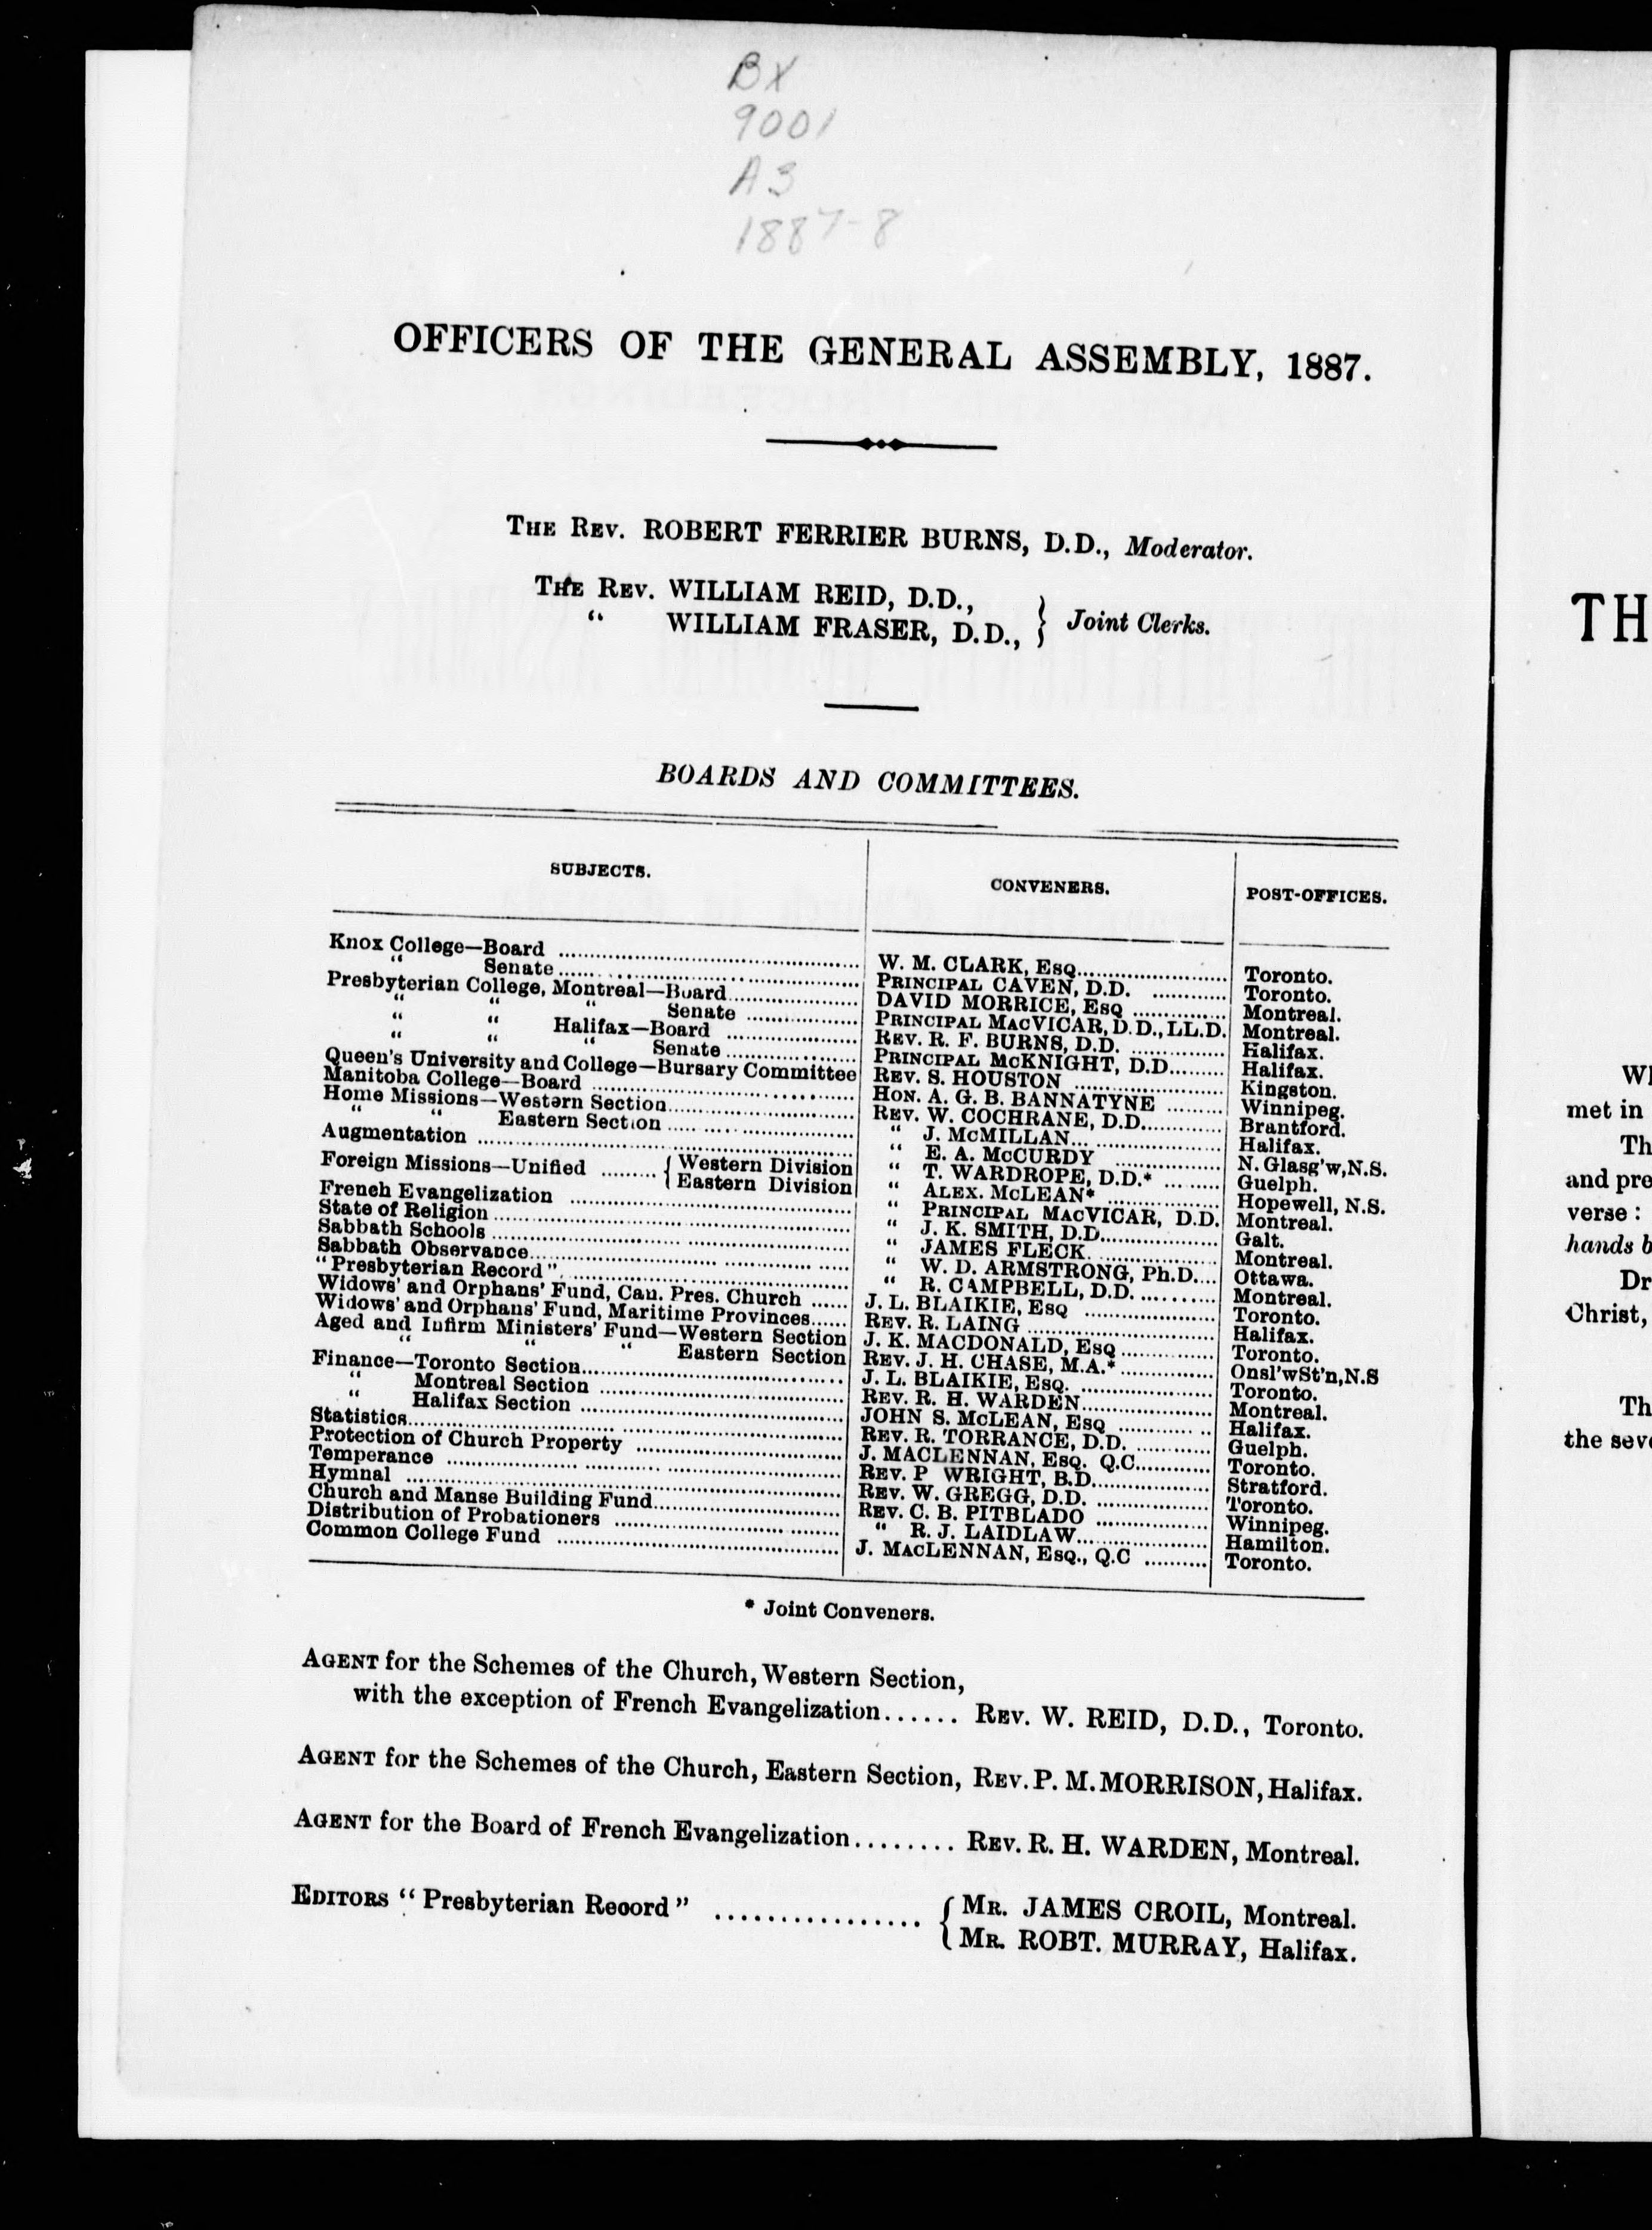 BX
9001
A3
1887-8
OFFICERS OF THE GENERAL ASSEMBLY, 1887.
THE REV. ROBERT FERRIER BURNS, D.D., Moderator.
THE REV. WILLIAM REID, D.D.,
“ WILLIAM FRASER, D.D., } Joint Clerks.
BOARDS AND COMMITTEES.
SUBJECTS. CONVENERS. POST-OFFICES.
Knox College—Board ........ W. M. CLARK, ESQ........ Toronto.
“ Senate........ PRINCIPAL CAVEN, D.D. ........ Toronto.
Presbyterian College, Montreal—Board........ DAVID MORRICE, ESQ ........ Montreal.
“ “ “ Senate ........ PRINCIPAL MACVICAR, D.D., LL.D. Montreal.
“ “ Halifax—Board ........ REV. R. F. BURNS, D.D. ........ Halifax.
“ “ “ Senate ........ PRINCIPAL MCKNIGHT, D.D........ Halifax.
Queen's University and College—Bursary Committee REV. S. HOUSTON ........ Kingston.
Manitoba College—Board ........ HON. A. G. B. BANNATYNE ........ Winnipeg.
Home Missions—Western Section........ REV. W. COCHRANE, D.D........ Brantford.
“ “ Eastern Section ........ “ J. MCMILLAN........ Halifax.
Augmentation ........ “ E. A. MCCURDY ........ N. Glasg'w, N.S.
Foreign Missions—Unified ........ { Western Division “ T. WARDROPE, D.D.* ........ Guelph.
{ Eastern Division “ ALEX. MCLEAN* ........ Hopewell, N.S.
French Evangelization ........ “ PRINCIPAL MACVICAR, D.D. Montreal.
State of Religion ........ “ J. K. SMITH, D.D........ Galt.
Sabbath Schools ........ “ JAMES FLECK. ........ Montreal.
Sabbath Observance........ “ W. D. ARMSTRONG, Ph.D.... Ottawa.
“Presbyterian Record”........ “ R. CAMPBELL, D.D. ........ Montreal.
Widows' and Orphans' Fund, Can. Pres. Church ...... J. L. BLAIKIE, ESQ ........ Toronto.
Widows' and Orphans' Fund, Maritime Provinces...... REV. R. LAING ........ Halifax.
Aged and Infirm Ministers' Fund—Western Section J. K. MACDONALD, ESQ ........ Toronto.
“ “ “ Eastern Section REV. J. H. CHASE, M.A.* ........ Onsl'wSt'n, N.S
Finance—Toronto Section........ J. L. BLAIKIE, ESQ. ........ Toronto.
“ Montreal Section ........ REV. R. H. WARDEN........ Montreal.
“ Halifax Section ........ JOHN S. MCLEAN, ESQ ........ Halifax.
Statistics........ REV. R. TORRANCE, D.D. ........ Guelph.
Protection of Church Property ........ J. MACLENNAN, ESQ. Q.C........ Toronto.
Temperance ........ REV. P WRIGHT, B.D........ Stratford.
Hymnal ........ REV. W. GREGG, D.D. ........ Toronto.
Church and Manse Building Fund........ REV. C. B. PITBLADO ........ Winnipeg.
Distribution of Probationers ........ “ R. J. LAIDLAW........ Hamilton.
Common College Fund ........ J. MACLENNAN, ESQ., Q.C ........ Toronto.
* Joint Conveners.
AGENT for the Schemes of the Church, Western Section,
with the exception of French Evangelization...... REV. W. REID, D.D., Toronto.
AGENT for the Schemes of the Church, Eastern Section, REV. P. M. MORRISON, Halifax.
AGENT for the Board of French Evangelization........ REV. R. H. WARDEN, Montreal.
EDITORS “Presbyterian Record” ................ { MR. JAMES CROIL, Montreal.
{ MR. ROBT. MURRAY, Halifax.
TH
met in
Th
and pre
verse :
hands b
Dr
Christ,
Th
the seve